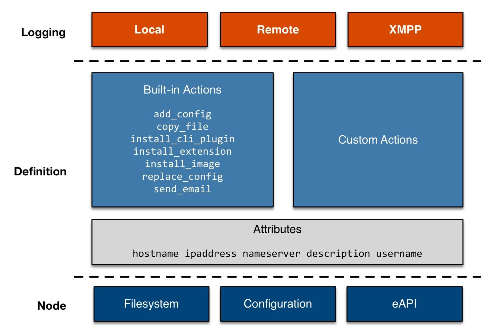 Logging
Local
Remote
XMPP
Definition
Built-in Actions
add_config
copy_file
install_cli_plugin
install_extension
install_image
replace_config
send_email
Custom Actions
Attributes
hostname ipaddress nameserver description username
Node
Filesystem
Configuration
eAPI